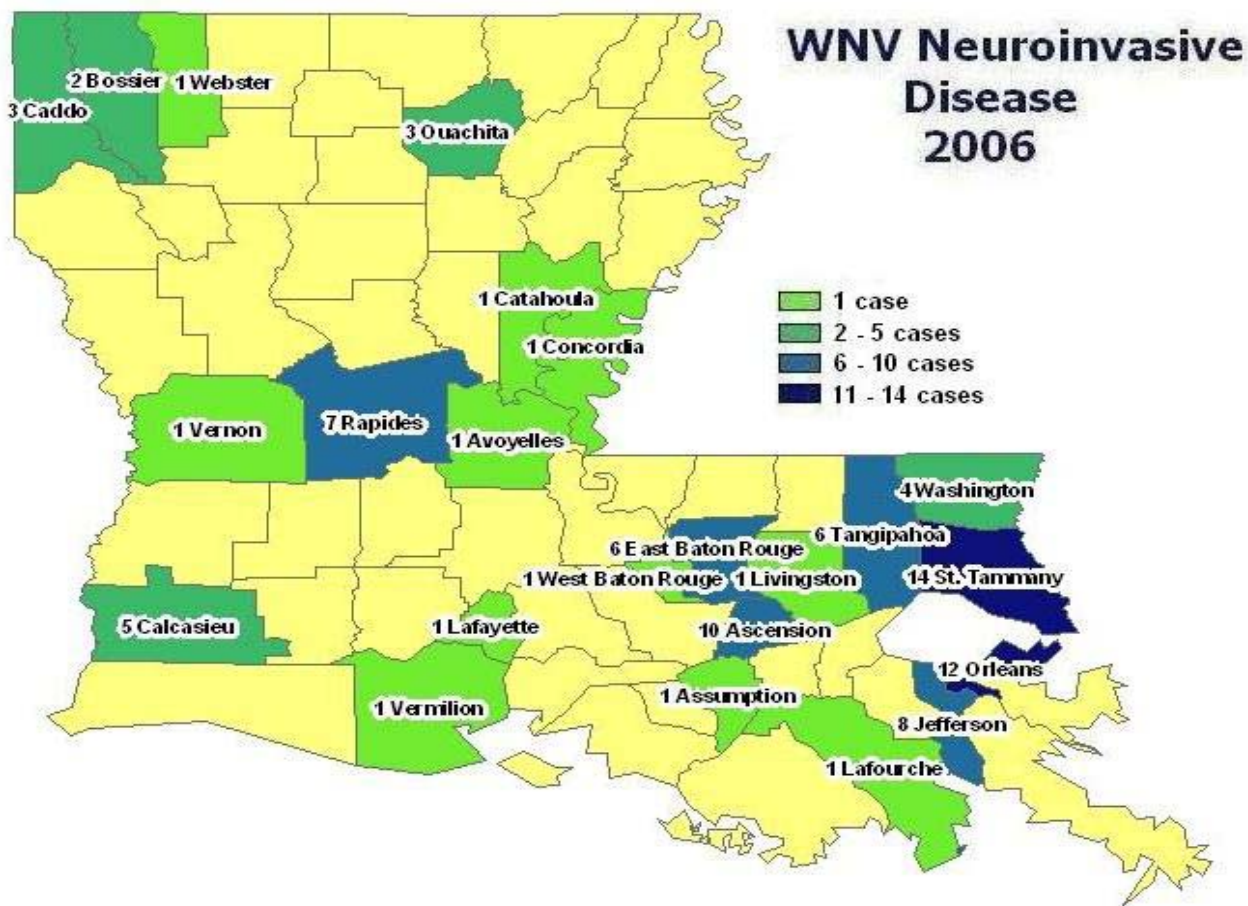 WNV Neuroinvasive
Disease
2006
2 Bossier
1 Webster
3 Caddo
3 Ouachita
1 Catahoula
1 case
2 - 5 cases
1 Concordia
6 - 10 cases
11 - 14 cases
1 Vernon
7 Rapides
1 Avoyelles
4 Washington
6 Tangipahoa
6 East Baton Rouge
1 West Baton Rouge
1 Livingston
14 St. Tammany
5 Calcasieu
1 Lafayette
10 Ascension
12 Orleans
1 Assumption
1 Vermilion
8 Jefferson
1 Lafourche